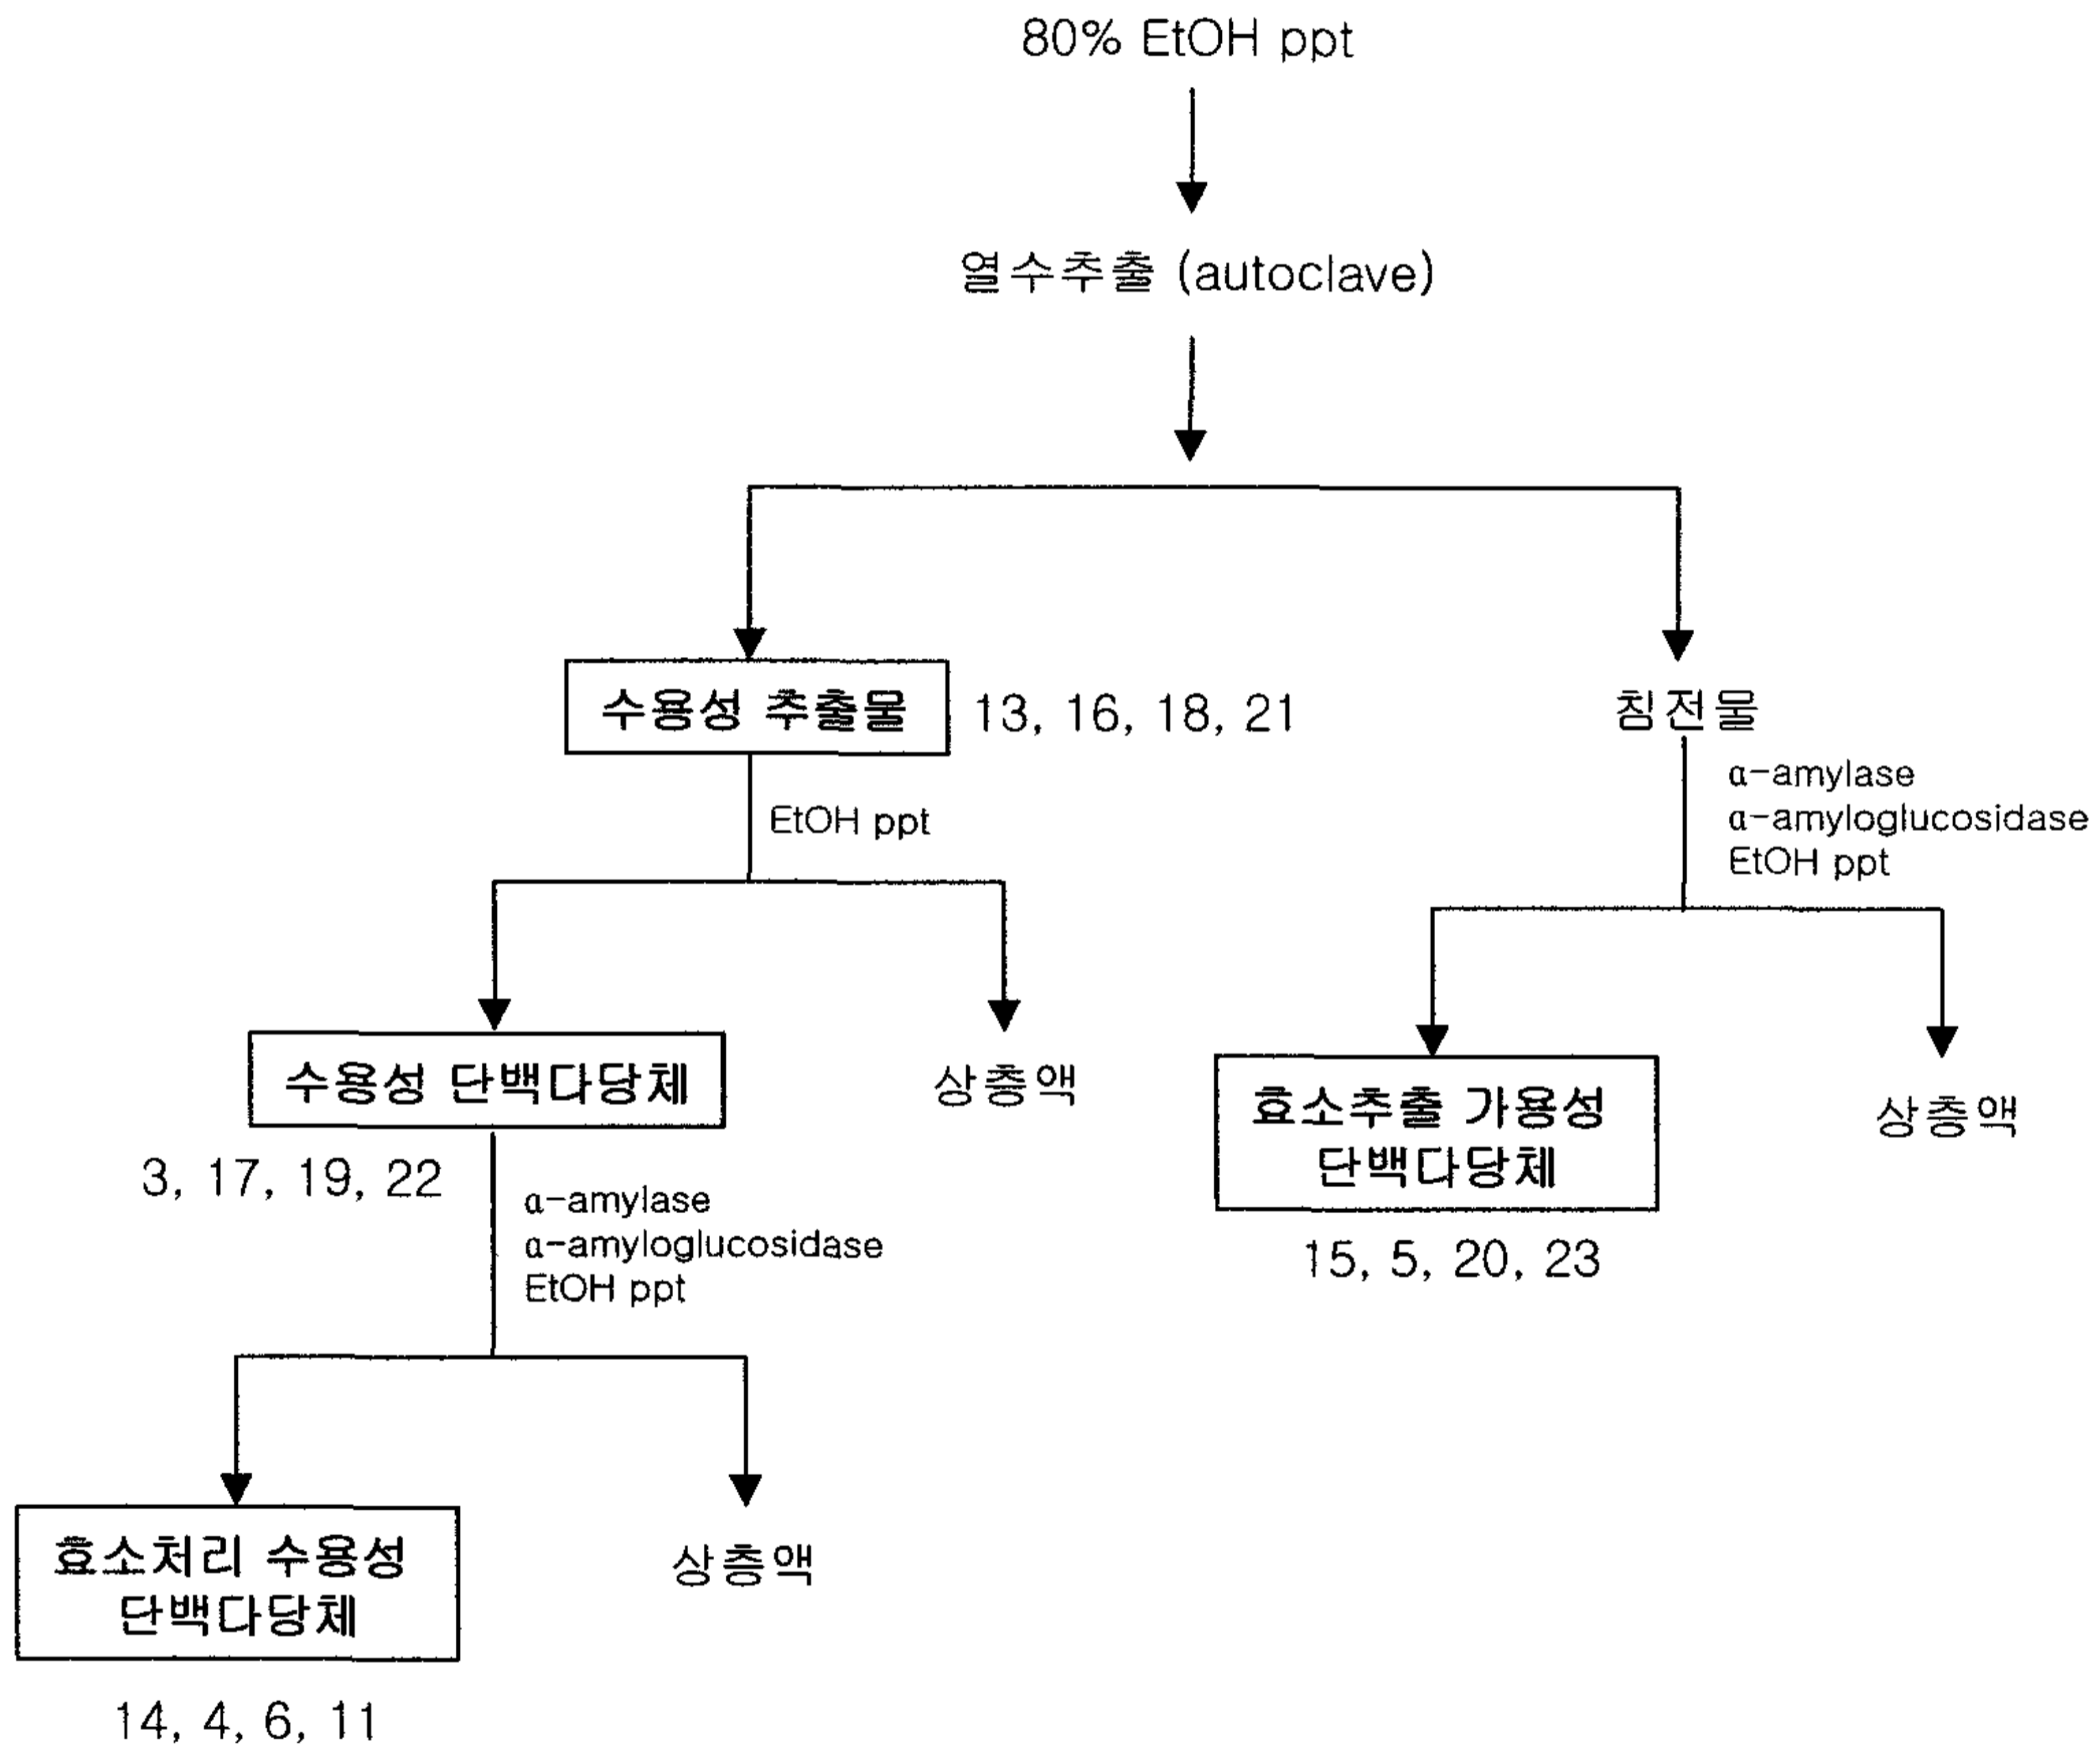 80% EtOH ppt
열수추출 (autoclave)
수용성 추출물
13, 16, 18, 21
침전물
EtOH ppt
α-amylase
α-amyloglucosidase
EtOH ppt
수용성 단백다당체
상층액
효소추출 가용성
단백다당체
상층액
3, 17, 19, 22
α-amylase
α-amyloglucosidase
EtOH ppt
15, 5, 20, 23
효소처리 수용성
단백다당체
상층액
14, 4, 6, 11